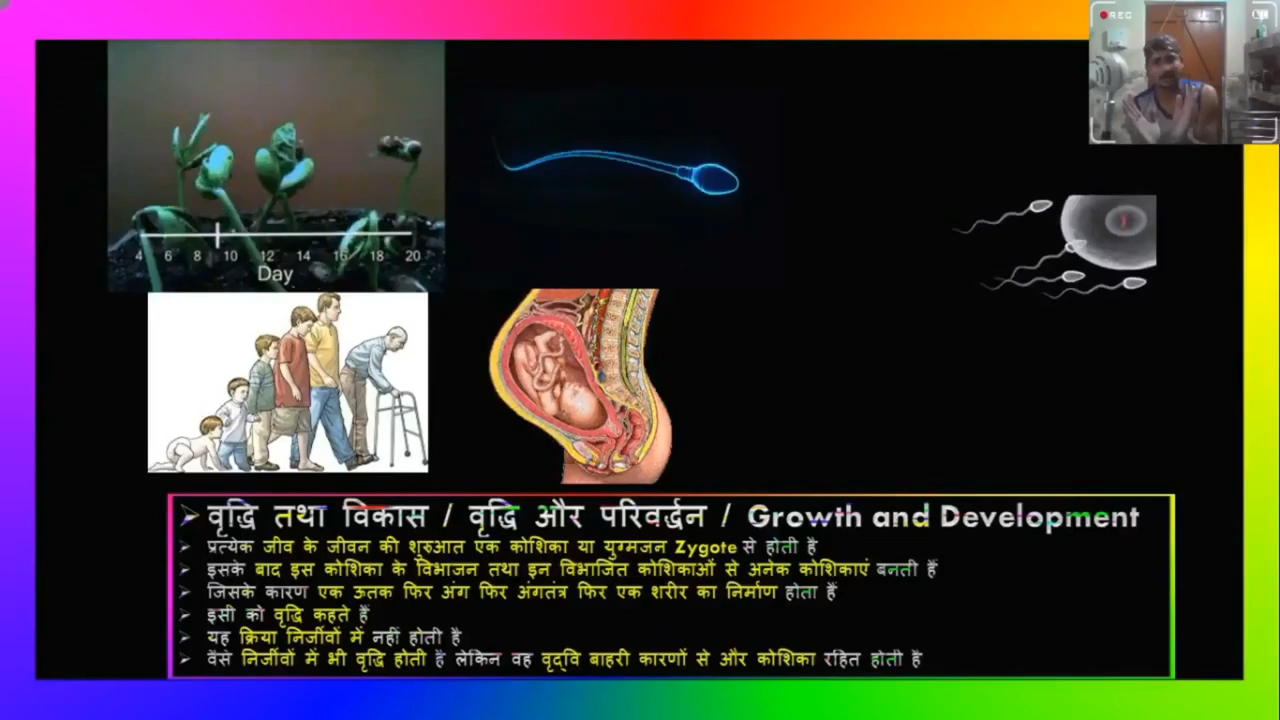 REC
4 6 8 10 12 14 16 18 20
Day
वृद्धि तथा विकास / वृद्धि और परिवर्द्धन / Growth and Development
प्रत्येक जीव के जीवन की शुरुआत एक कोशिका या युग्मजन Zygote से होती है
इसके बाद इस कोशिका के विभाजन तथा इन विभाजित कोशिकाओं से अनेक कोशिकाएं बनती हैं
जिसके कारण एक ऊतक फिर अंग फिर अंगतंत्र फिर एक शरीर का निर्माण होता हैं
इसी को वृद्धि कहते हैं
यह क्रिया निर्जीवों में नहीं होती है
वैसे निर्जीवों में भी वृद्धि होती है लेकिन वह वृद्वि बाहरी कारणों से और कोशिका रहित होती है